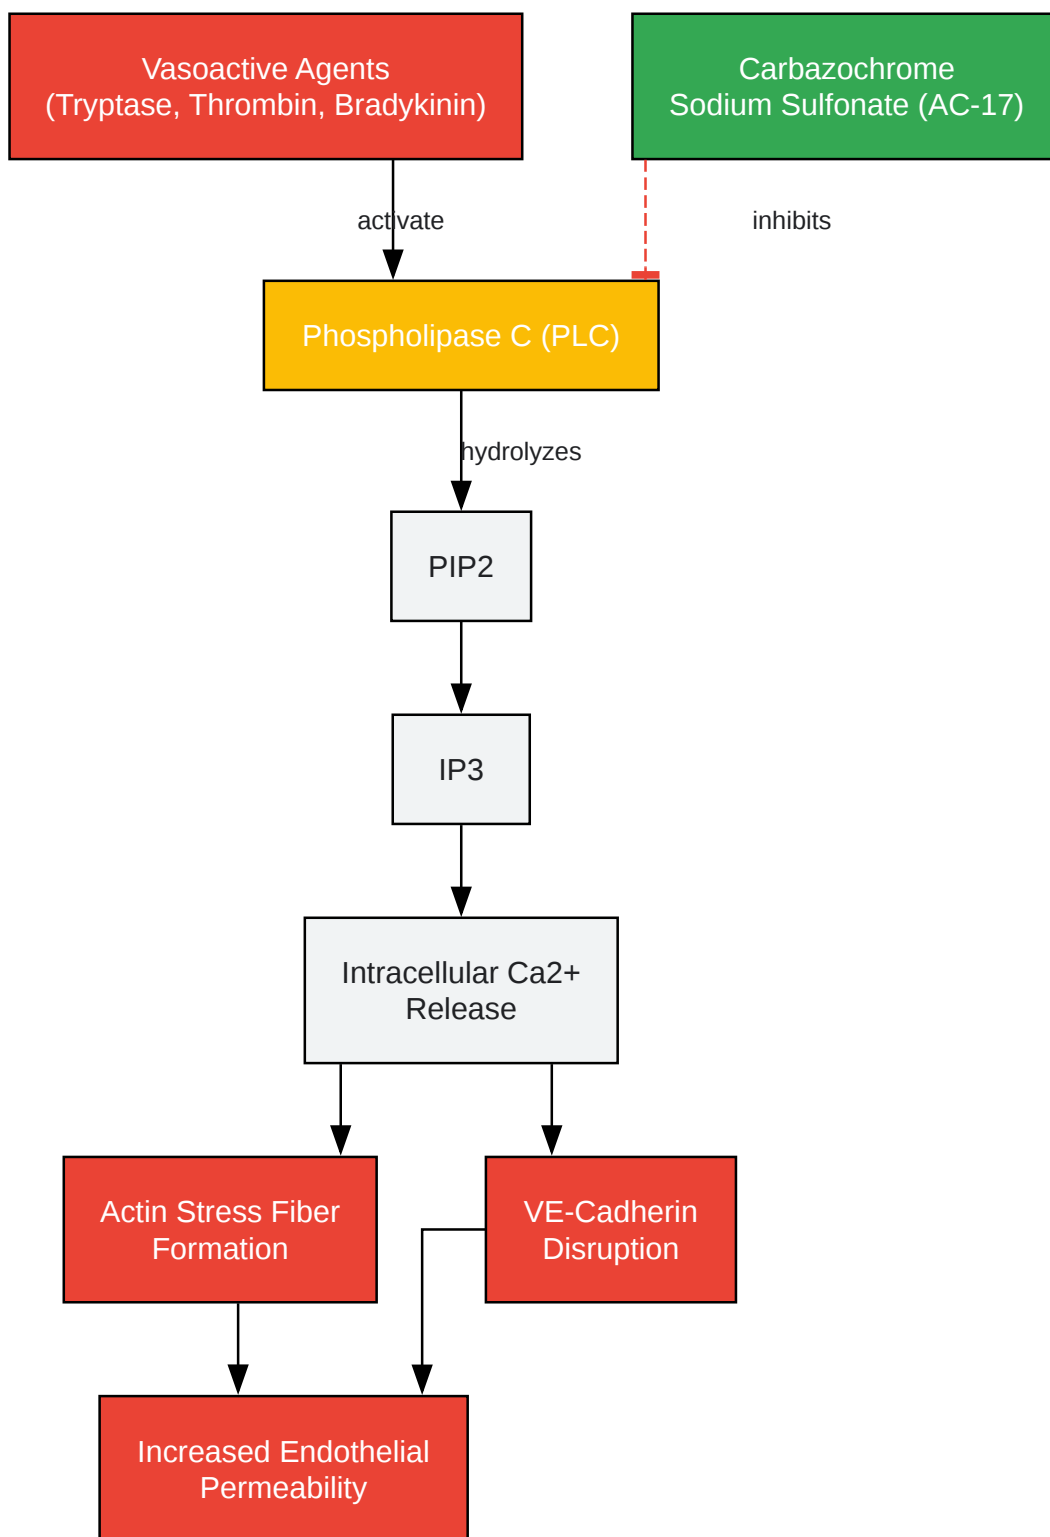 Vasoactive Agents
(Tryptase, Thrombin, Bradykinin)
Carbazochrome
Sodium Sulfonate (AC-17)
activate
inhibits
Phospholipase C (PLC)
hydrolyzes
PIP2
IP3
Intracellular Ca2+
Release
Actin Stress Fiber
Formation
VE-Cadherin
Disruption
Increased Endothelial
Permeability